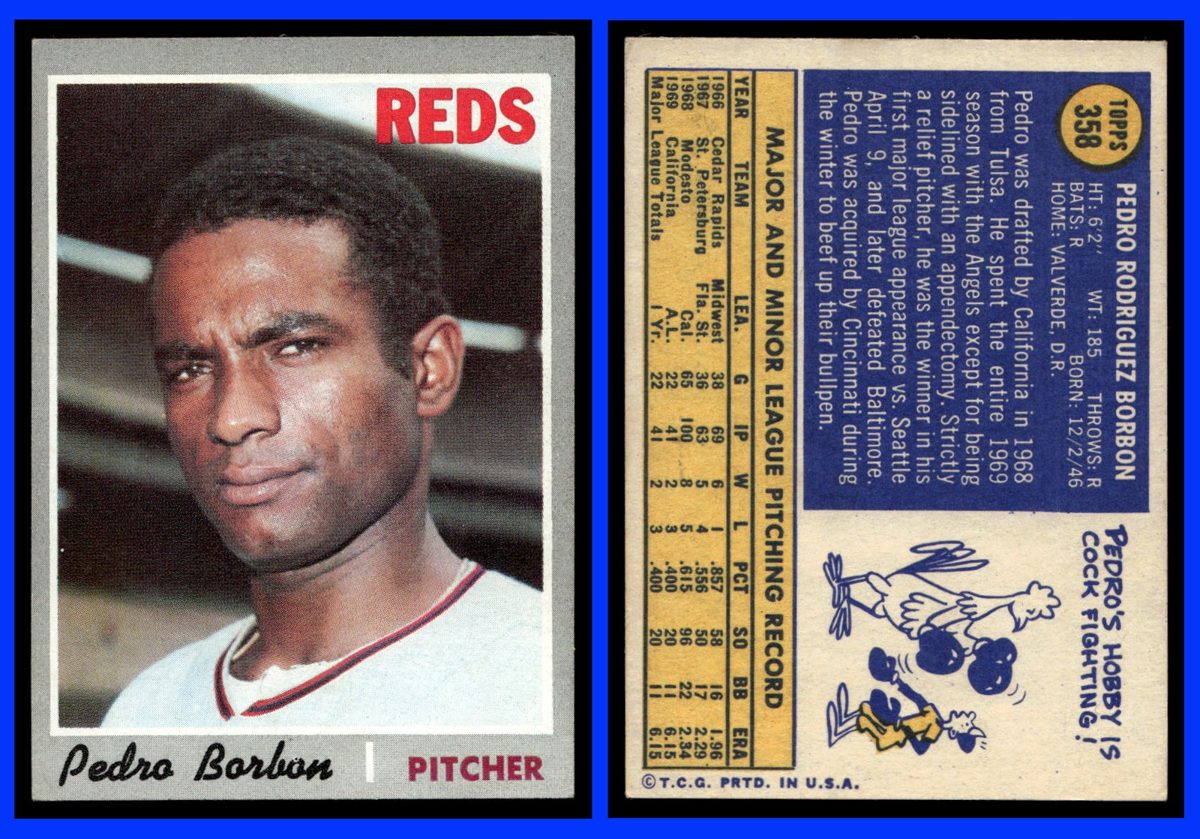 REDS
Pedro Borbon
PITCHER
TOPPS
358
PEDRO RODRIGUEZ BORBON
HT: 6'2" WT: 185 THROWS: R
BATS: R BORN: 12/2/46
HOME: VALVERDE, D.R.
Pedro was drafted by California in 1968
from Tulsa. He spent the entire 1969
season with the Angels except for being
sidelined with an appendectomy. Strictly
a relief pitcher, he was the winner in his
first major league appearance vs. Seattle
April 9, and later defeated Baltimore.
Pedro was acquired by Cincinnati during
the winter to beef up their bullpen.
PEDRO'S HOBBY IS
COCK FIGHTING!
MAJOR AND MINOR LEAGUE PITCHING RECORD
YEAR TEAM LEA. G IP W L PCT SO BB ERA
1966 Cedar Rapids Midwest 38 69 6 1 .857 58 16 1.96
1967 St. Petersburg Fla. St. 36 63 5 4 .556 50 17 2.29
1968 Modesto Cal. 65 100 8 5 .615 96 22 2.34
1969 California A.L. 22 41 2 3 .400 20 11 6.15
Major League Totals 1 Yr. 22 41 2 3 .400 20 11 6.15
© T.C.G. PRTD. IN U.S.A.